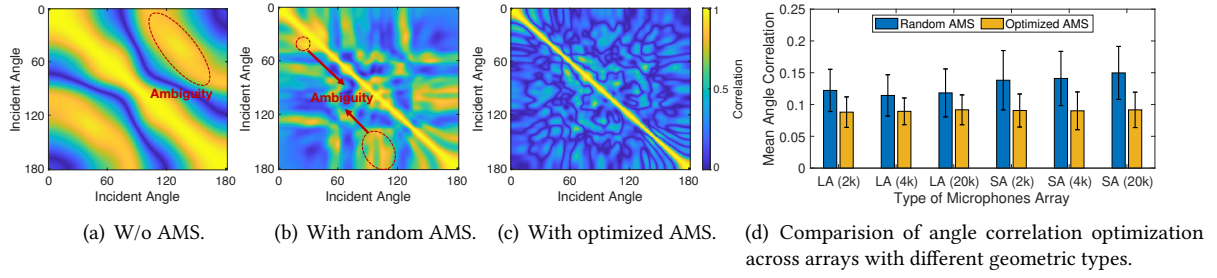 0
60
120
180
Incident Angle
0
60
120
180
Incident Angle
Ambiguity
(a) W/o AMS.
0
60
120
180
Incident Angle
0
60
120
180
Incident Angle
Ambiguity
(b) With random AMS.
0
60
120
180
Incident Angle
0
60
120
180
Incident Angle
1
0.5
0
Correlation
(c) With optimized AMS.
Random AMS
Optimized AMS
0.25
0.2
0.15
0.1
0.05
0
Mean Angle Correlation
LA (2k)
LA (4k)
LA (20k)
SA (2k)
SA (4k)
SA (20k)
Type of Microphones Array
(d) Comparision of angle correlation optimization
across arrays with different geometric types.